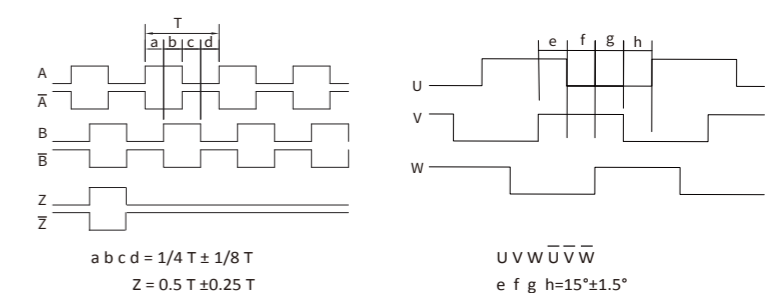 T
a b c d
A
A̅
B
B̅
Z
Z̅
a b c d = 1/4 T ± 1/8 T
Z = 0.5 T ±0.25 T
e f g h
U
V
W
U V W U̅ V̅ W̅
e f g h=15°±1.5°